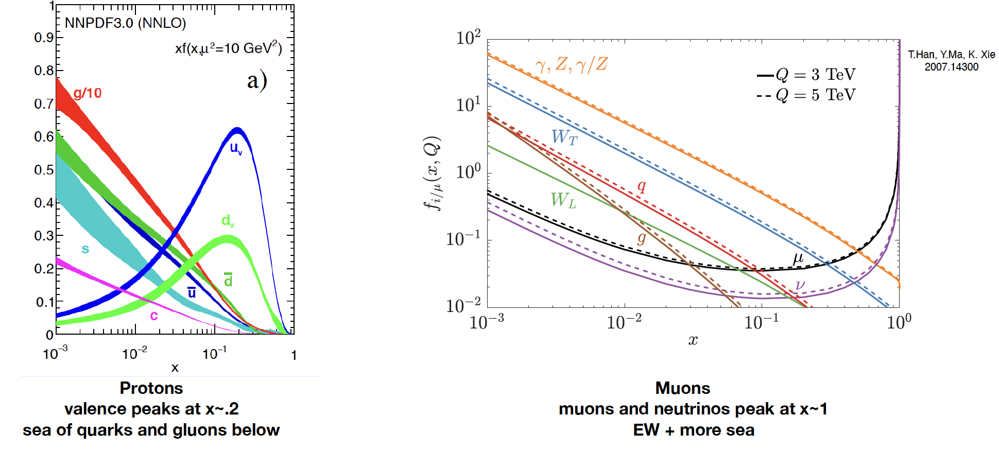 NNPDF3.0 (NNLO)
xf(x,μ²=10 GeV²)
a)
g/10
u_v
d_v
s
d̅
u̅
c
1
0.9
0.8
0.7
0.6
0.5
0.4
0.3
0.2
0.1
0
10⁻³
10⁻²
10⁻¹
1
x
Protons
valence peaks at x~.2
sea of quarks and gluons below
T.Han, Y.Ma, K. Xie
2007.14300
γ, Z, γ/Z
Q = 3 TeV
Q = 5 TeV
W_T
q
W_L
g
μ
ν
f_{i/μ}(x, Q)
10²
10¹
10⁰
10⁻¹
10⁻²
10⁻³
10⁻²
10⁻¹
10⁰
x
Muons
muons and neutrinos peak at x~1
EW + more sea